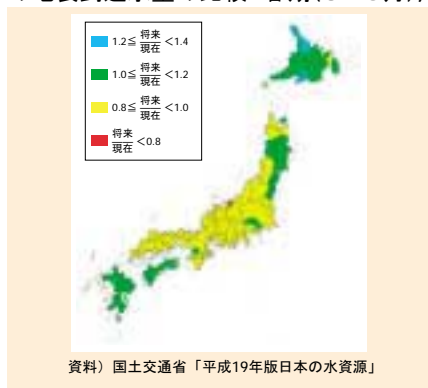 1.2≦ 将来/現在 <1.4
1.0≦ 将来/現在 <1.2
0.8≦ 将来/現在 <1.0
将来/現在 <0.8
資料）国土交通省「平成19年版日本の水資源」